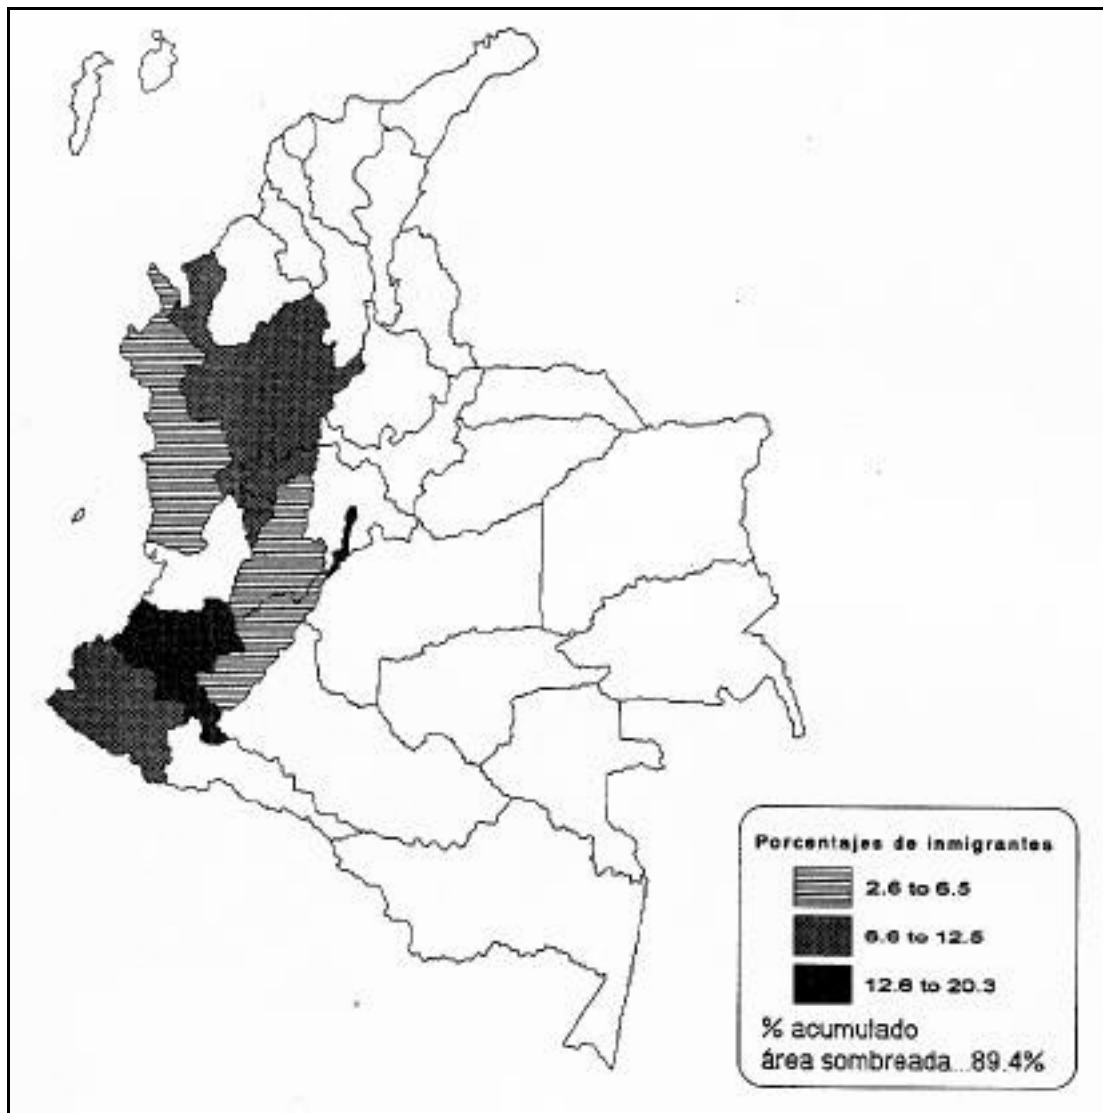 Porcentajes de inmigrantes
2.6 to 6.5
6.6 to 12.5
12.6 to 20.3
% acumulado
área sombreada...89.4%